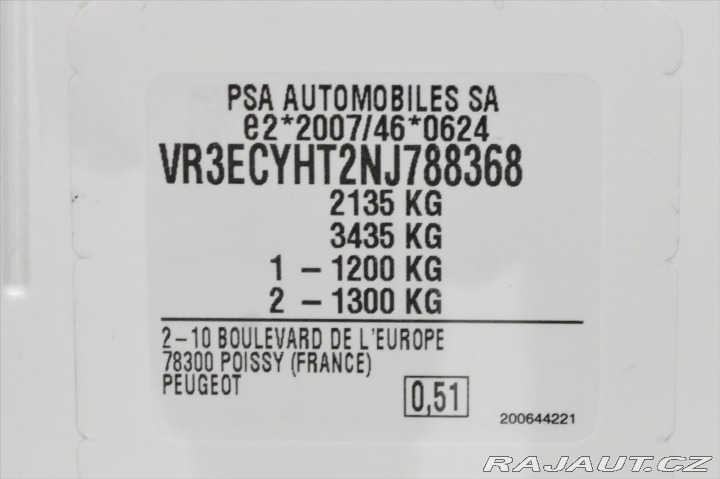 PSA AUTOMOBILES SA
e2*2007/46*0624
VR3ECYHT2NJ788368
2135 KG
3435 KG
1 – 1200 KG
2 – 1300 KG
2–10 BOULEVARD DE L'EUROPE
78300 POISSY (FRANCE)
PEUGEOT
0,51
200644221
RAJAUT.CZ